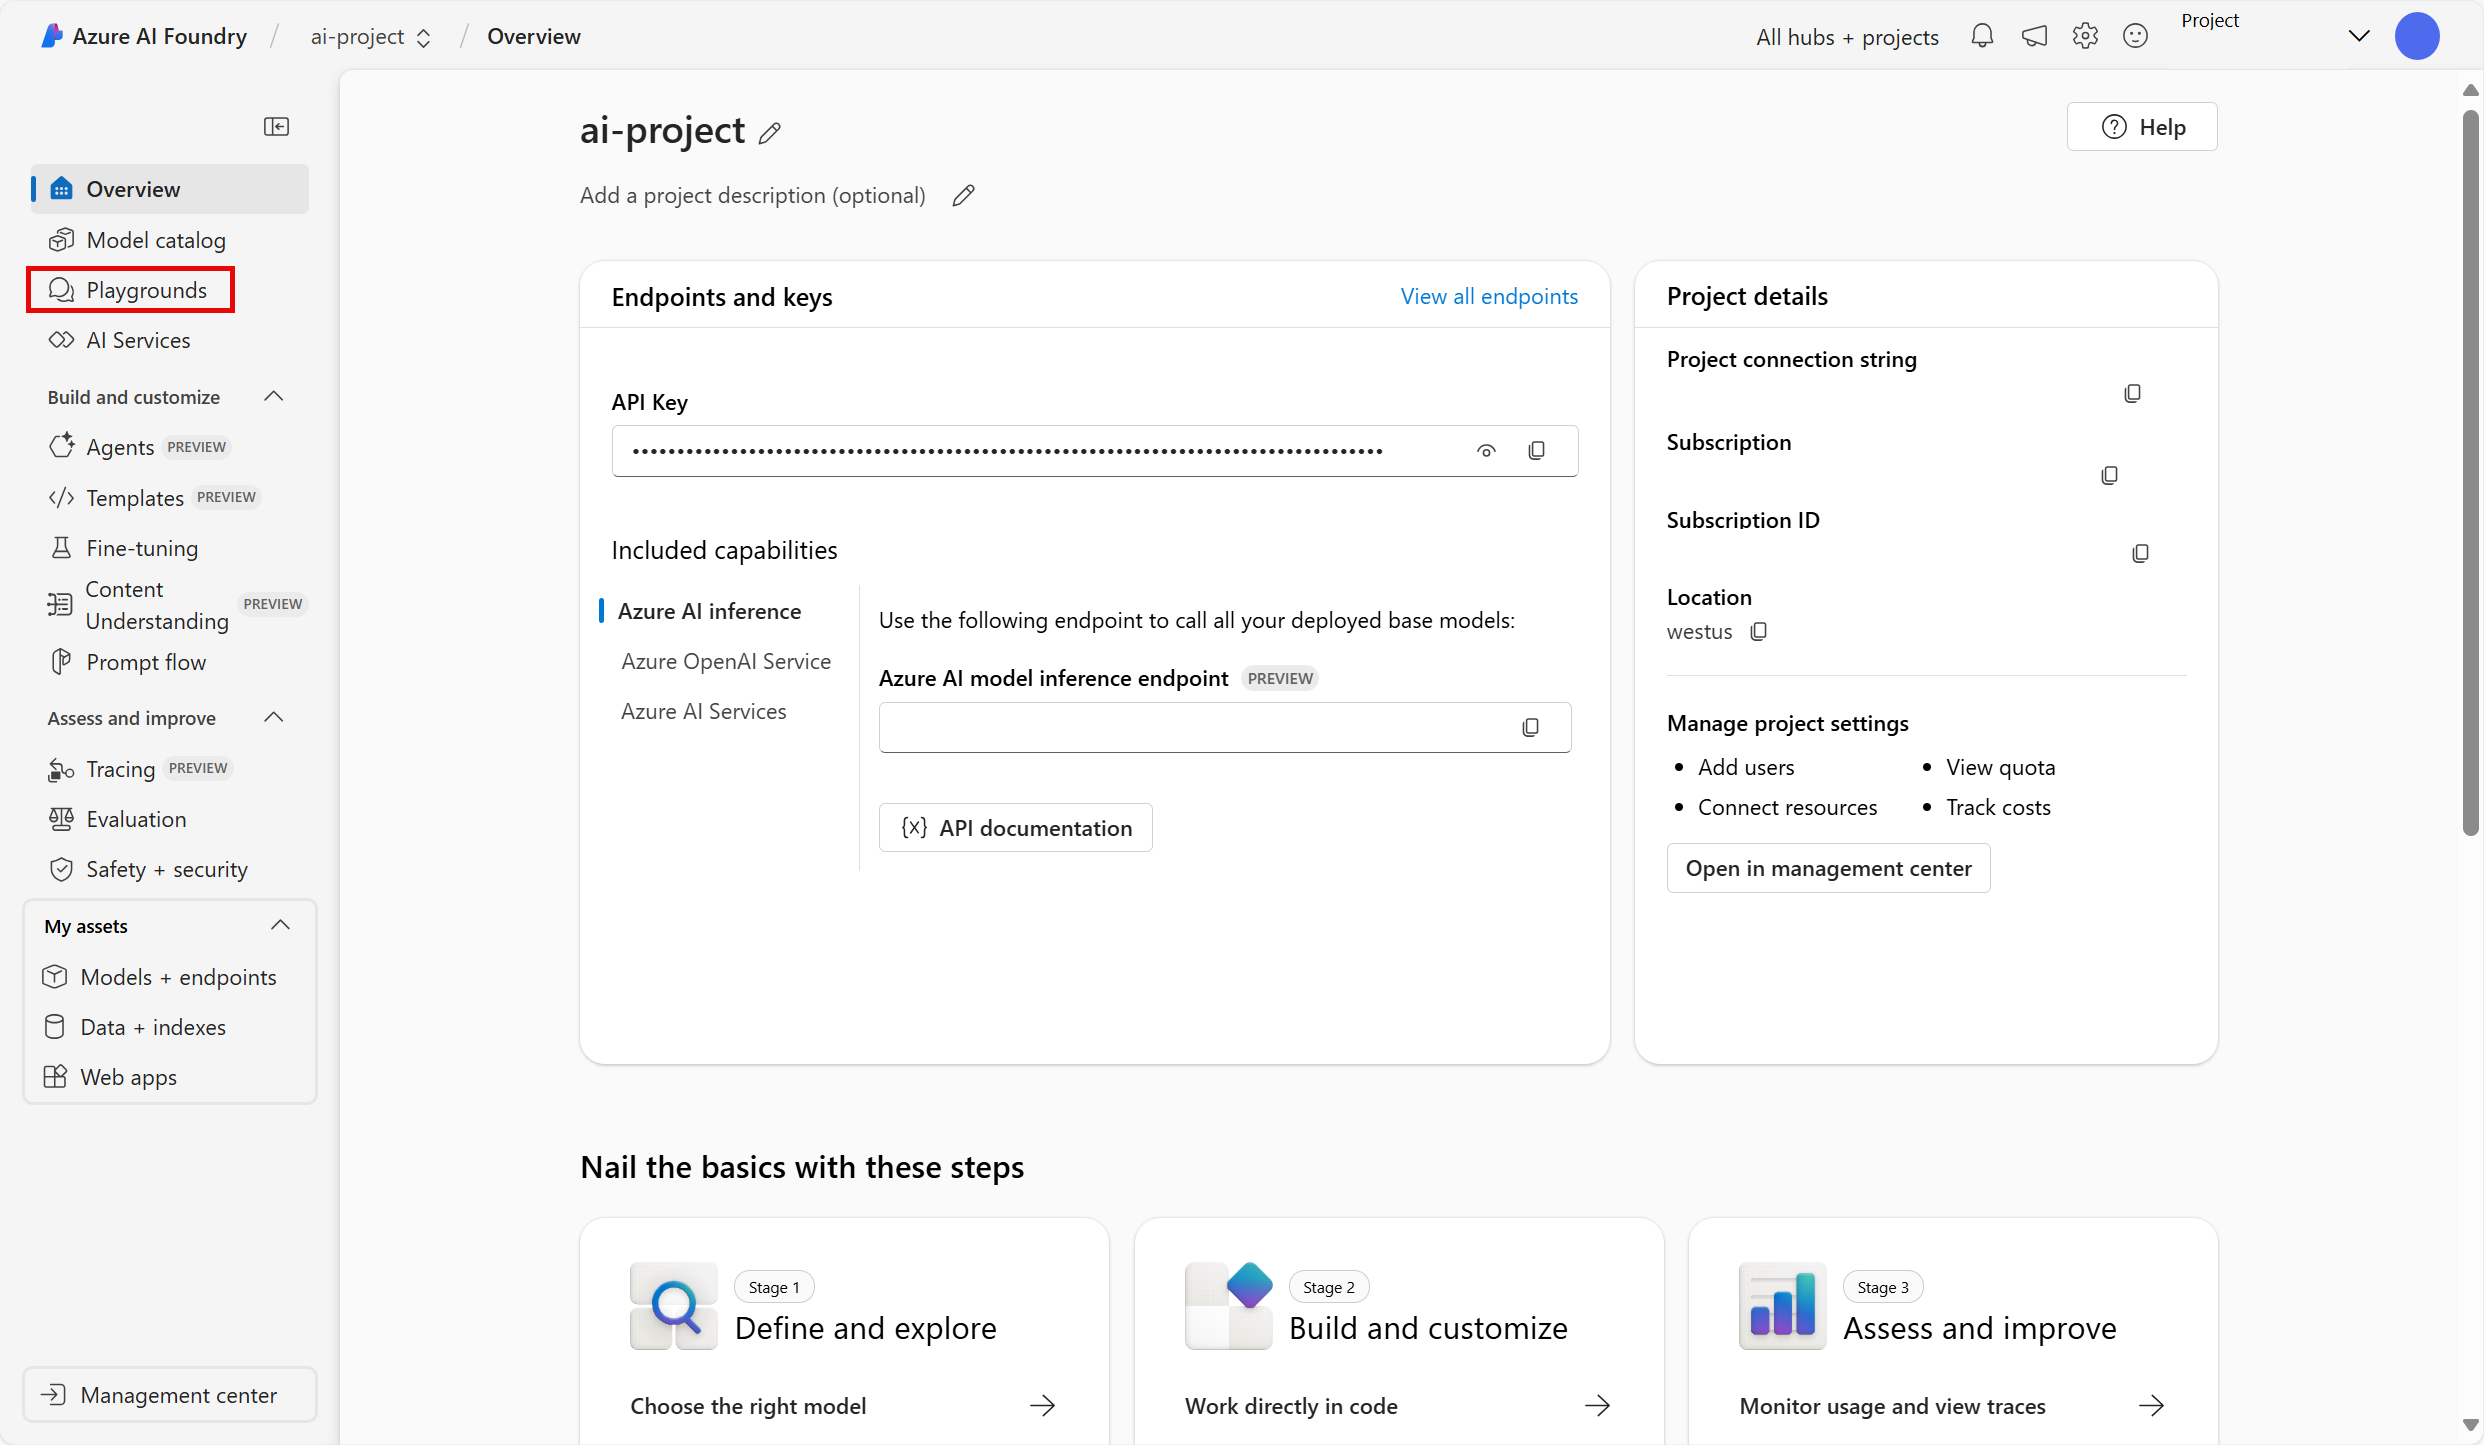 Azure AI Foundry / ai-project / Overview
All hubs + projects
Project
Overview
Model catalog
Playgrounds
AI Services
Build and customize
Agents PREVIEW
Templates PREVIEW
Fine-tuning
Content
Understanding
PREVIEW
Prompt flow
Assess and improve
Tracing PREVIEW
Evaluation
Safety + security
My assets
Models + endpoints
Data + indexes
Web apps
Management center
ai-project
Help
Add a project description (optional)
Endpoints and keys
View all endpoints
API Key
Included capabilities
Azure AI inference
Azure OpenAI Service
Azure AI Services
Use the following endpoint to call all your deployed base models:
Azure AI model inference endpoint PREVIEW
{x} API documentation
Project details
Project connection string
Subscription
Subscription ID
Location
westus
Manage project settings
• Add users
• View quota
• Connect resources
• Track costs
Open in management center
Nail the basics with these steps
Stage 1
Define and explore
Choose the right model
Stage 2
Build and customize
Work directly in code
Stage 3
Assess and improve
Monitor usage and view traces